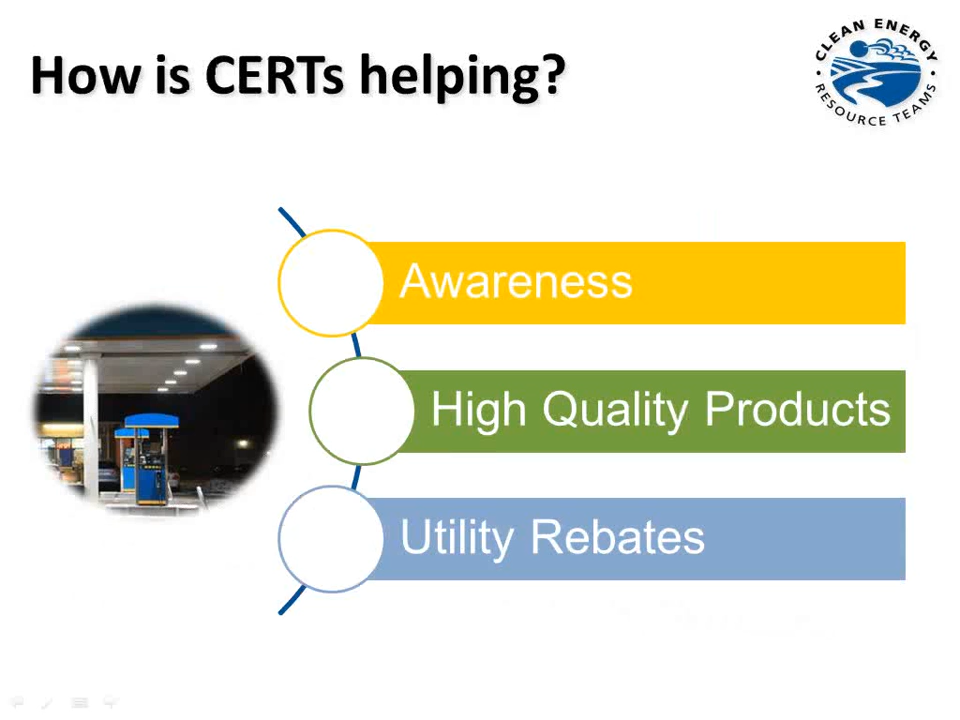 How is CERTs helping?
CLEAN ENERGY
RESOURCE TEAMS
Awareness
High Quality Products
Utility Rebates